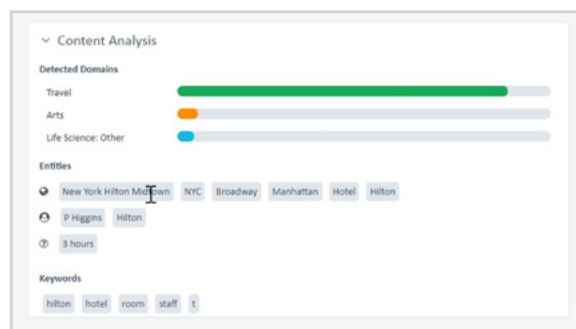 Content Analysis
Detected Domains
Travel
Arts
Life Science: Other
Entities
New York Hilton Midtown NYC Broadway Manhattan Hotel Hilton
P Higgins Hilton
3 hours
Keywords
hilton hotel room staff t